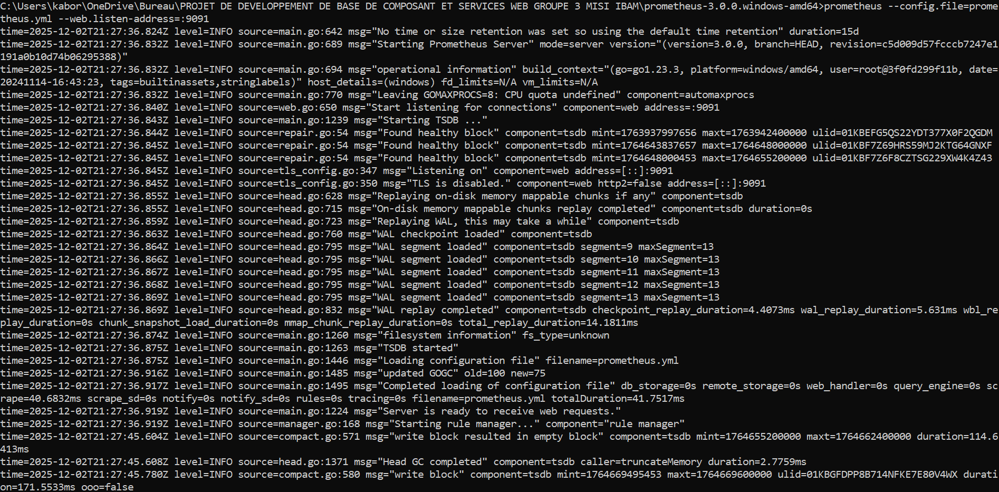 C:\Users\kabor\OneDrive\Bureau\PROJET DE DEVELOPPEMENT DE BASE DE COMPOSANT ET SERVICES WEB GROUPE 3 MISI IBAM\prometheus-3.0.0.windows-amd64>prometheus --config.file=prome
theus.yml --web.listen-address=:9091
time=2025-12-02T21:27:36.824Z level=INFO source=main.go:642 msg="No time or size retention was set so using the default time retention" duration=15d
time=2025-12-02T21:27:36.832Z level=INFO source=main.go:689 msg="Starting Prometheus Server" mode=server version="(version=3.0.0, branch=HEAD, revision=c5d009d57fcccb7247e1
191a0b10d74b06295388)"
time=2025-12-02T21:27:36.832Z level=INFO source=main.go:694 msg="operational information" build_context="(go=go1.23.3, platform=windows/amd64, user=root@3f0fd299f11b, date=
20241114-16:43:23, tags=builtinassets,stringlabels)" host_details=(windows) fd_limits=N/A vm_limits=N/A
time=2025-12-02T21:27:36.832Z level=INFO source=main.go:770 msg="Leaving GOMAXPROCS=8: CPU quota undefined" component=automaxprocs
time=2025-12-02T21:27:36.840Z level=INFO source=web.go:650 msg="Start listening for connections" component=web address=:9091
time=2025-12-02T21:27:36.843Z level=INFO source=main.go:1239 msg="Starting TSDB ..."
time=2025-12-02T21:27:36.844Z level=INFO source=repair.go:54 msg="Found healthy block" component=tsdb mint=1763937997656 maxt=1763942400000 ulid=01KBEFG5QS22YDT377X0F2QGDM
time=2025-12-02T21:27:36.845Z level=INFO source=repair.go:54 msg="Found healthy block" component=tsdb mint=1764643837657 maxt=1764648000000 ulid=01KBF7Z69HRS59MJ2KTG64GNXF
time=2025-12-02T21:27:36.845Z level=INFO source=repair.go:54 msg="Found healthy block" component=tsdb mint=1764648000453 maxt=1764655200000 ulid=01KBF7Z6F8CZTSG229XW4K4Z43
time=2025-12-02T21:27:36.845Z level=INFO source=tls_config.go:347 msg="Listening on" component=web address=[::]:9091
time=2025-12-02T21:27:36.845Z level=INFO source=tls_config.go:350 msg="TLS is disabled." component=web http2=false address=[::]:9091
time=2025-12-02T21:27:36.855Z level=INFO source=head.go:628 msg="Replaying on-disk memory mappable chunks if any" component=tsdb
time=2025-12-02T21:27:36.855Z level=INFO source=head.go:715 msg="On-disk memory mappable chunks replay completed" component=tsdb duration=0s
time=2025-12-02T21:27:36.859Z level=INFO source=head.go:723 msg="Replaying WAL, this may take a while" component=tsdb
time=2025-12-02T21:27:36.863Z level=INFO source=head.go:760 msg="WAL checkpoint loaded" component=tsdb
time=2025-12-02T21:27:36.864Z level=INFO source=head.go:795 msg="WAL segment loaded" component=tsdb segment=9 maxSegment=13
time=2025-12-02T21:27:36.866Z level=INFO source=head.go:795 msg="WAL segment loaded" component=tsdb segment=10 maxSegment=13
time=2025-12-02T21:27:36.867Z level=INFO source=head.go:795 msg="WAL segment loaded" component=tsdb segment=11 maxSegment=13
time=2025-12-02T21:27:36.868Z level=INFO source=head.go:795 msg="WAL segment loaded" component=tsdb segment=12 maxSegment=13
time=2025-12-02T21:27:36.869Z level=INFO source=head.go:795 msg="WAL segment loaded" component=tsdb segment=13 maxSegment=13
time=2025-12-02T21:27:36.869Z level=INFO source=head.go:832 msg="WAL replay completed" component=tsdb checkpoint_replay_duration=4.4073ms wal_replay_duration=5.631ms wbl_re
play_duration=0s chunk_snapshot_load_duration=0s mmap_chunk_replay_duration=0s total_replay_duration=14.1811ms
time=2025-12-02T21:27:36.874Z level=INFO source=main.go:1260 msg="filesystem information" fs_type=unknown
time=2025-12-02T21:27:36.875Z level=INFO source=main.go:1263 msg="TSDB started"
time=2025-12-02T21:27:36.875Z level=INFO source=main.go:1446 msg="Loading configuration file" filename=prometheus.yml
time=2025-12-02T21:27:36.916Z level=INFO source=main.go:1485 msg="updated GOGC" old=100 new=75
time=2025-12-02T21:27:36.917Z level=INFO source=main.go:1495 msg="Completed loading of configuration file" db_storage=0s remote_storage=0s web_handler=0s query_engine=0s sc
rape=40.6832ms scrape_sd=0s notify=0s notify_sd=0s rules=0s tracing=0s filename=prometheus.yml totalDuration=41.7517ms
time=2025-12-02T21:27:36.919Z level=INFO source=main.go:1224 msg="Server is ready to receive web requests."
time=2025-12-02T21:27:36.919Z level=INFO source=manager.go:168 msg="Starting rule manager..." component="rule manager"
time=2025-12-02T21:27:45.604Z level=INFO source=compact.go:571 msg="write block resulted in empty block" component=tsdb mint=1764655200000 maxt=1764662400000 duration=114.6
413ms
time=2025-12-02T21:27:45.608Z level=INFO source=head.go:1371 msg="Head GC completed" component=tsdb caller=truncateMemory duration=2.7759ms
time=2025-12-02T21:27:45.780Z level=INFO source=compact.go:580 msg="write block" component=tsdb mint=1764669495453 maxt=1764669600000 ulid=01KBGFDPP8B714NFKE7E80V4WX durati
on=171.5533ms ooo=false